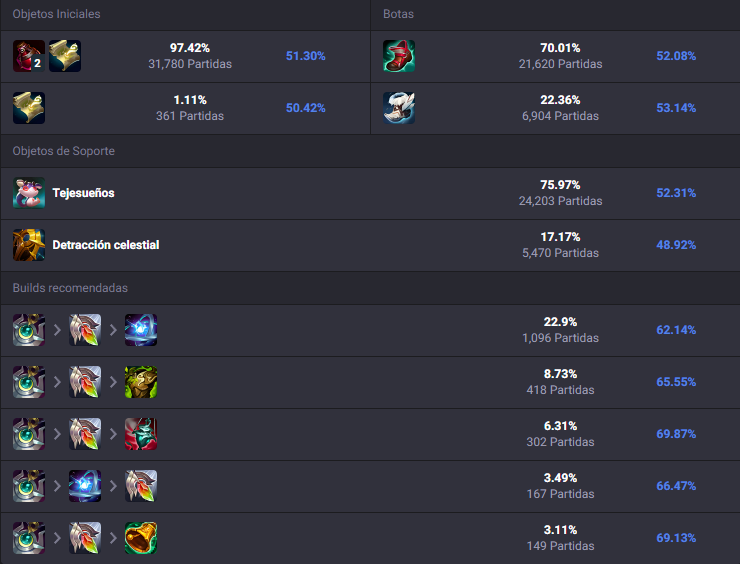 Objetos Iniciales
2
97.42%
31,780 Partidas
51.30%
1.11%
361 Partidas
50.42%
Botas
70.01%
21,620 Partidas
52.08%
22.36%
6,904 Partidas
53.14%
Objetos de Soporte
Tejesueños
75.97%
24,203 Partidas
52.31%
Detracción celestial
17.17%
5,470 Partidas
48.92%
Builds recomendadas
22.9%
1,096 Partidas
62.14%
8.73%
418 Partidas
65.55%
6.31%
302 Partidas
69.87%
3.49%
167 Partidas
66.47%
3.11%
149 Partidas
69.13%